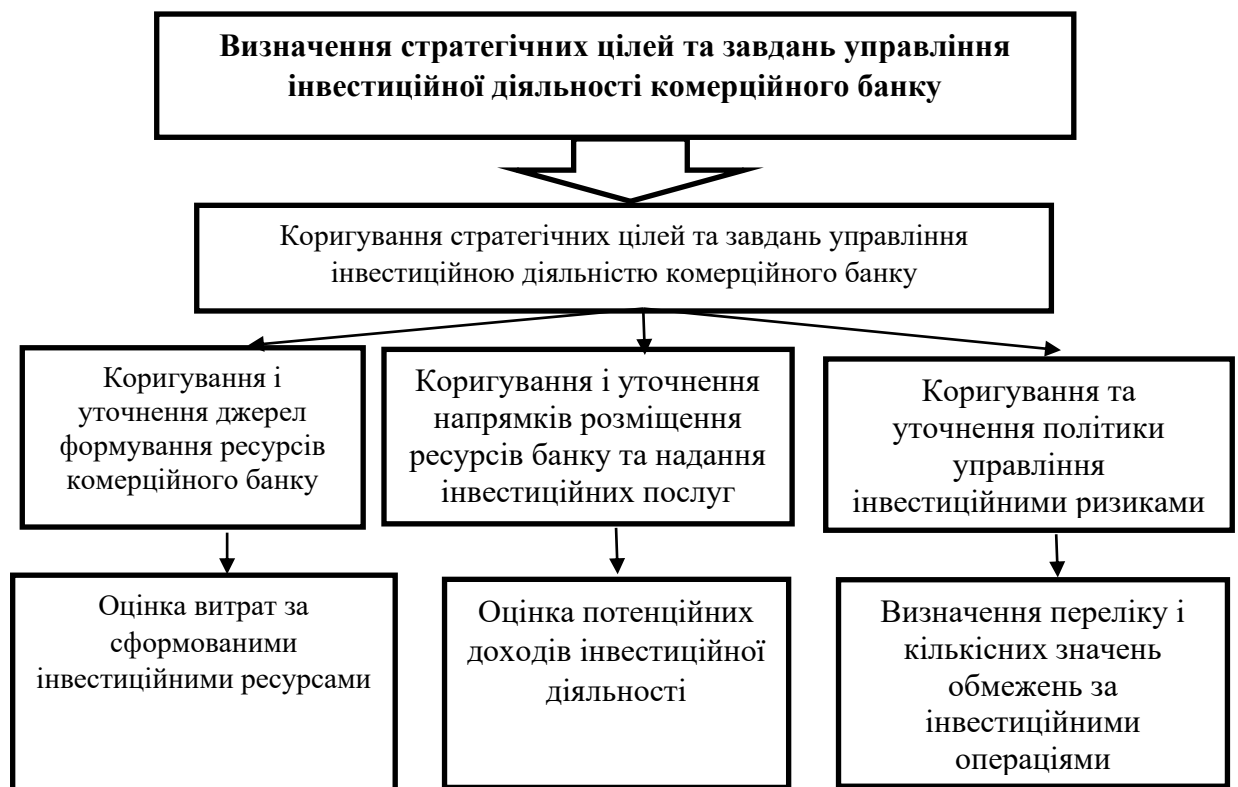 Визначення стратегічних цілей та завдань управління
інвестиційної діяльності комерційного банку
Коригування стратегічних цілей та завдань управління
інвестиційною діяльністю комерційного банку
Коригування і
уточнення джерел
формування ресурсів
комерційного банку
Коригування і уточнення
напрямків розміщення
ресурсів банку та надання
інвестиційних послуг
Коригування та
уточнення політики
управління
інвестиційними ризиками
Оцінка витрат за
сформованими
інвестиційними ресурсами
Оцінка потенційних
доходів інвестиційної
діяльності
Визначення переліку і
кількісних значень
обмежень за
інвестиційними
операціями